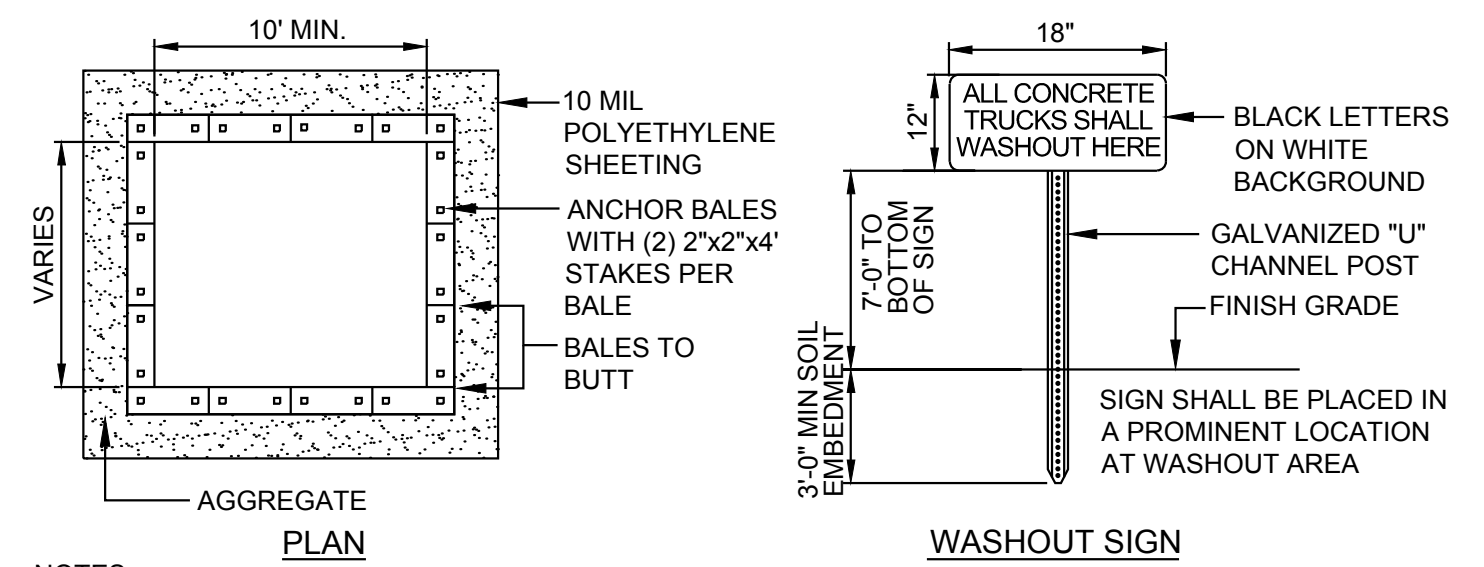 10' MIN.
10 MIL
POLYETHYLENE
SHEETING
ANCHOR BALES
WITH (2) 2"x2"x4'
STAKES PER
BALE
BALES TO
BUTT
VARIES
AGGREGATE
PLAN
18"
12"
ALL CONCRETE
TRUCKS SHALL
WASHOUT HERE
BLACK LETTERS
ON WHITE
BACKGROUND
7'-0" TO
BOTTOM
OF SIGN
GALVANIZED "U"
CHANNEL POST
FINISH GRADE
3'-0" MIN SOIL
EMBEDMENT
SIGN SHALL BE PLACED IN
A PROMINENT LOCATION
AT WASHOUT AREA
WASHOUT SIGN